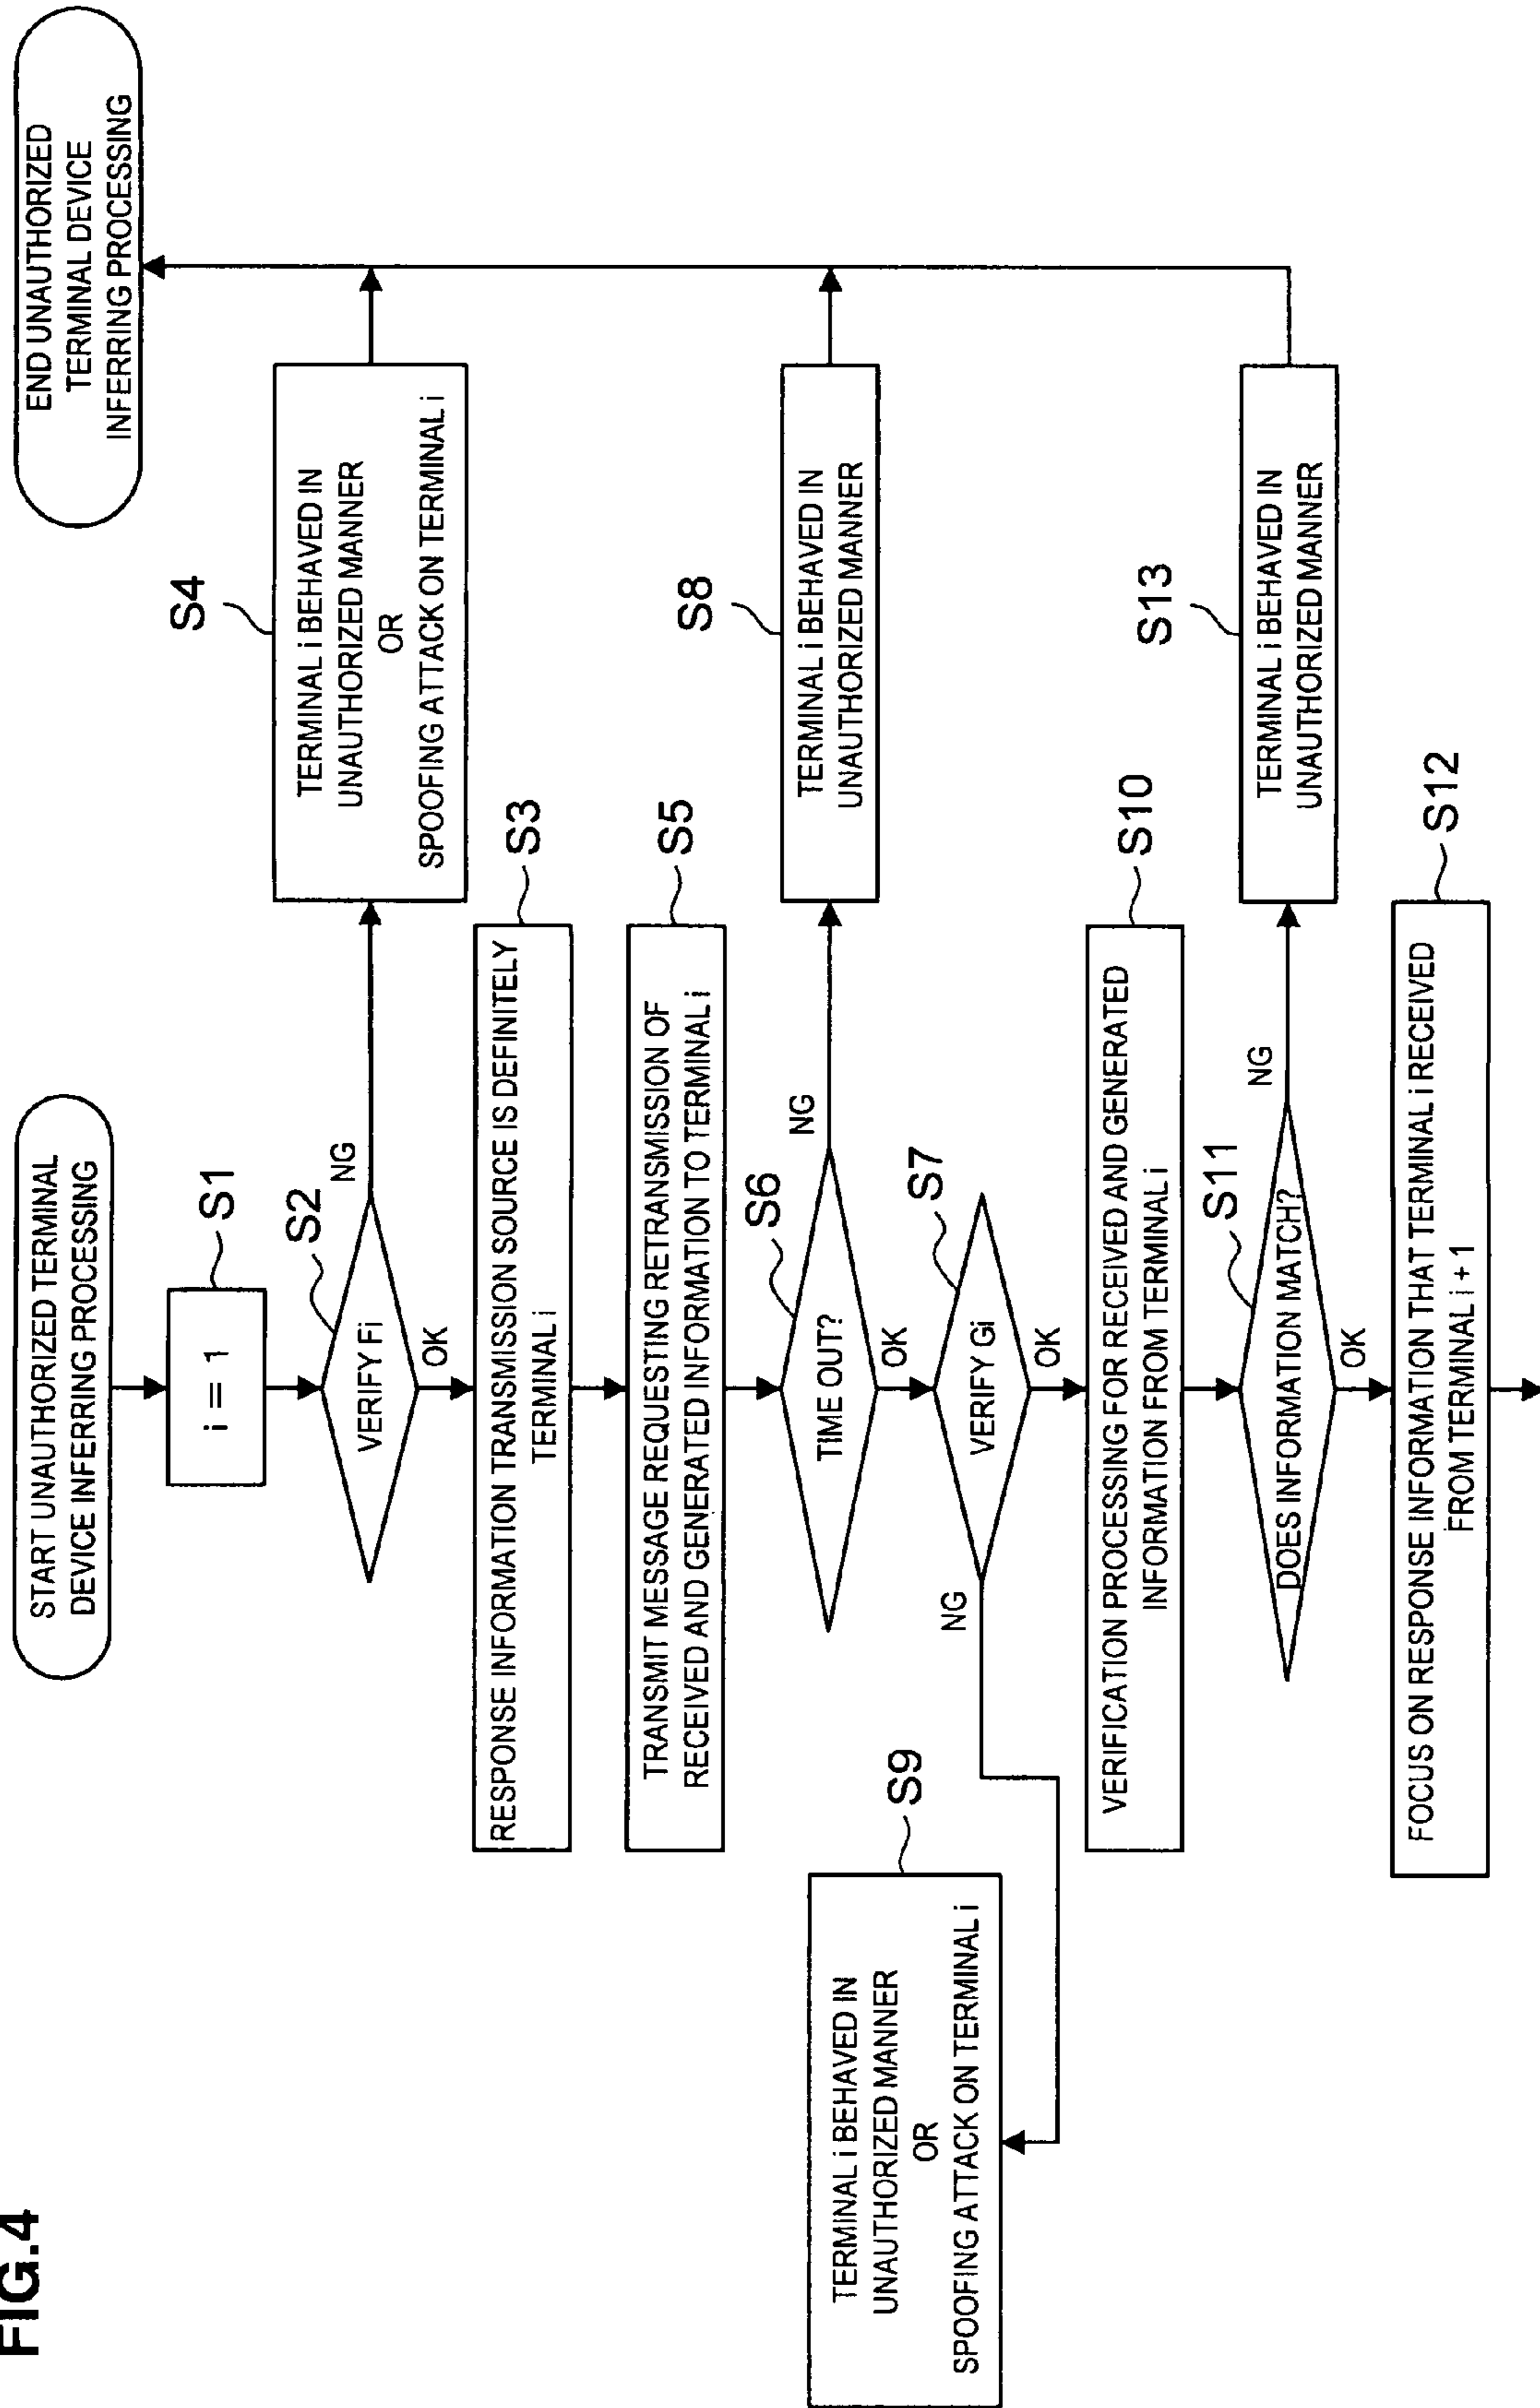 FIG.4
START UNAUTHORIZED TERMINAL
DEVICE INFERRING PROCESSING
END UNAUTHORIZED
TERMINAL DEVICE
INFERRING PROCESSING
S1
i = 1
S2
VERIFY Fi
NG
OK
S4
TERMINAL i BEHAVED IN
UNAUTHORIZED MANNER
OR
SPOOFING ATTACK ON TERMINAL i
S3
RESPONSE INFORMATION TRANSMISSION SOURCE IS DEFINITELY
TERMINAL i
S5
TRANSMIT MESSAGE REQUESTING RETRANSMISSION OF
RECEIVED AND GENERATED INFORMATION TO TERMINAL i
S6
TIME OUT?
NG
OK
S8
TERMINAL i BEHAVED IN
UNAUTHORIZED MANNER
S7
VERIFY Gi
NG
OK
S9
TERMINAL i BEHAVED IN
UNAUTHORIZED MANNER
OR
SPOOFING ATTACK ON TERMINAL i
S10
VERIFICATION PROCESSING FOR RECEIVED AND GENERATED
INFORMATION FROM TERMINAL i
S11
DOES INFORMATION MATCH?
NG
OK
S13
TERMINAL i BEHAVED IN
UNAUTHORIZED MANNER
S12
FOCUS ON RESPONSE INFORMATION THAT TERMINAL i RECEIVED
FROM TERMINAL i + 1